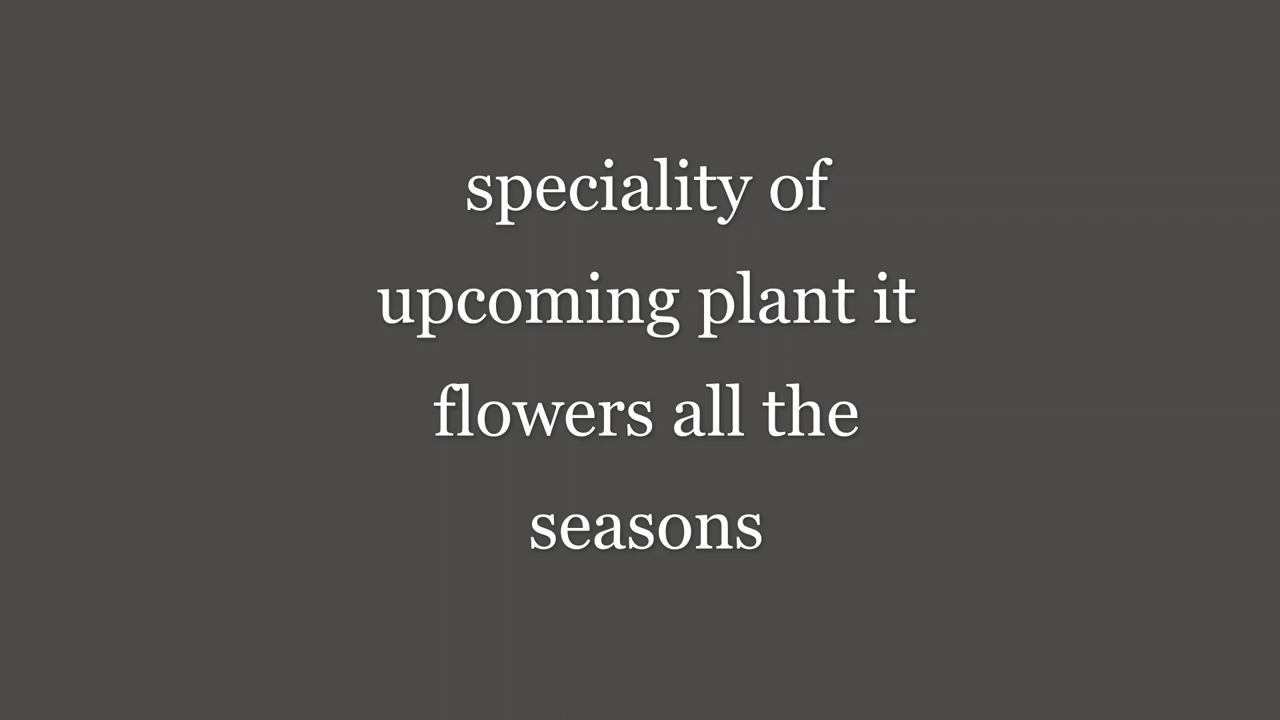 speciality of
upcoming plant it
flowers all the
seasons